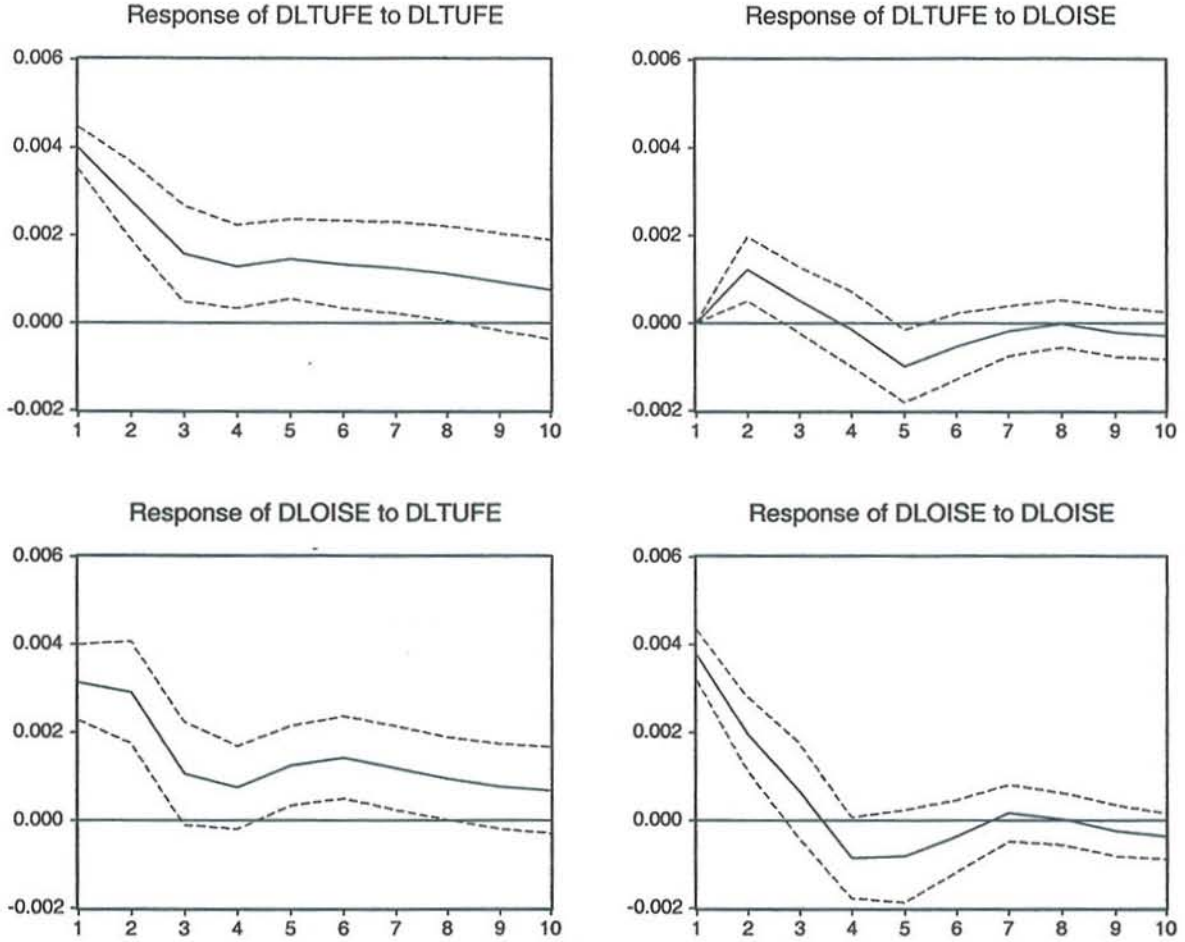 Response of DLTUFE to DLTUFE
0.006
0.004
0.002
0.000
-0.002
1 2 3 4 5 6 7 8 9 10
Response of DLTUFE to DLOISE
0.006
0.004
0.002
0.000
-0.002
1 2 3 4 5 6 7 8 9 10
Response of DLOISE to DLTUFE
0.006
0.004
0.002
0.000
-0.002
1 2 3 4 5 6 7 8 9 10
Response of DLOISE to DLOISE
0.006
0.004
0.002
0.000
-0.002
1 2 3 4 5 6 7 8 9 10